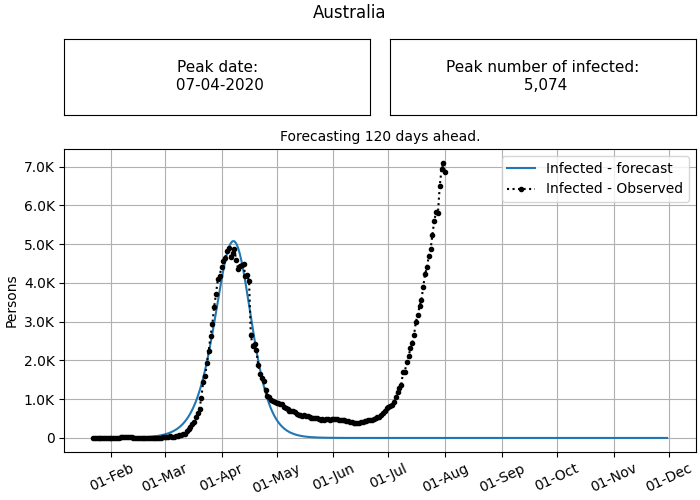 Australia
Peak date:
07-04-2020
Peak number of infected:
5,074
Forecasting 120 days ahead.
Infected - forecast
Infected - Observed
7.0K
6.0K
5.0K
4.0K
3.0K
2.0K
1.0K
0
Persons
01-Feb
01-Mar
01-Apr
01-May
01-Jun
01-Jul
01-Aug
01-Sep
01-Oct
01-Nov
01-Dec